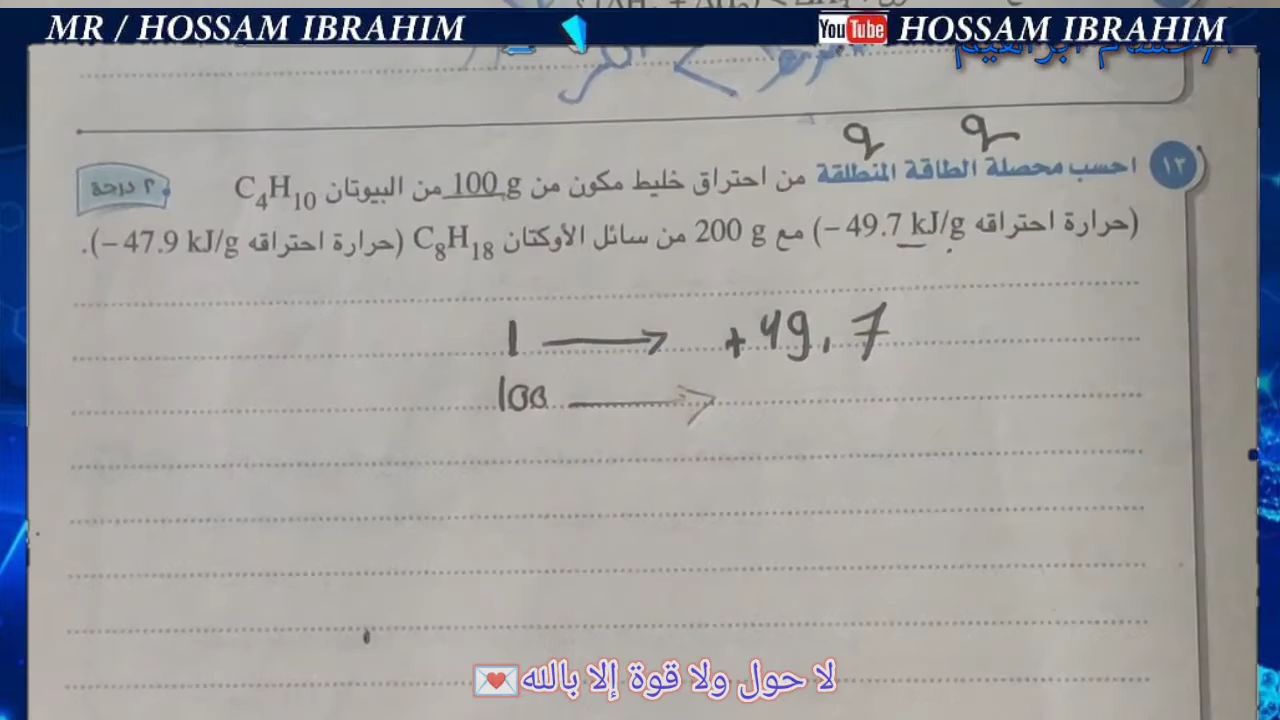 MR / HOSSAM IBRAHIM
YouTube HOSSAM IBRAHIM
q q
١٣ احسب محصلة الطاقة المنطلقة من احتراق خليط مكون من 100 g من البيوتان C₄H₁₀
٢ درجة
(حرارة احتراقه 49.7 kJ/g –) مع 200 g من سائل الأوكتان C₈H₁₈ (حرارة احتراقه 47.9 kJ/g –).
1 → +49,7
100 →
لا حول ولا قوة إلا بالله💌